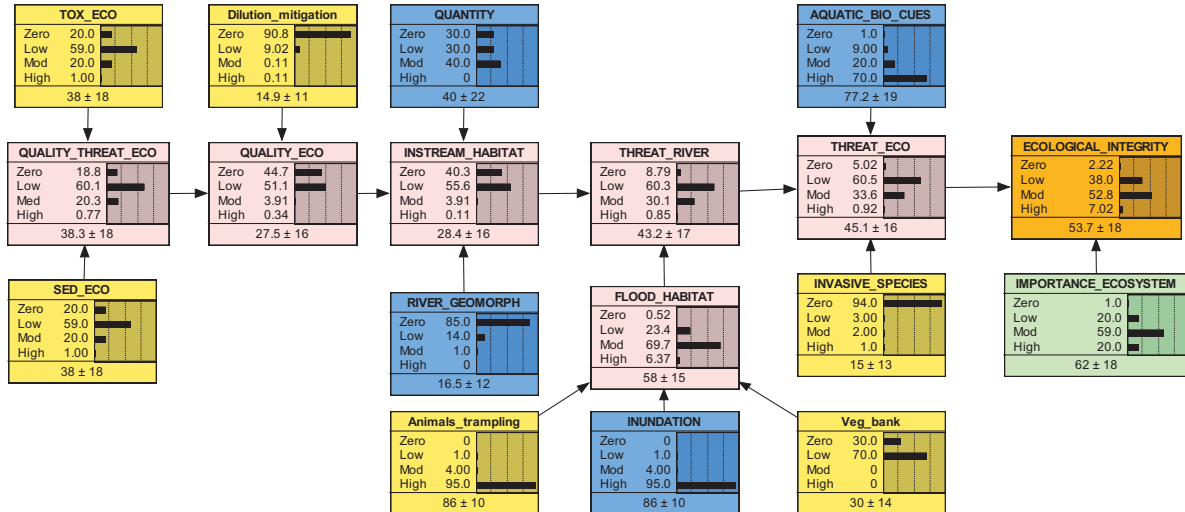 TOX_ECO
Zero 20.0
Low 59.0
Mod 20.0
High 1.00
38 ± 18
Dilution_mitigation
Zero 90.8
Low 9.02
Mod 0.11
High 0.11
14.9 ± 11
QUANTITY
Zero 30.0
Low 30.0
Mod 40.0
High 0
40 ± 22
AQUATIC_BIO_CUES
Zero 1.0
Low 9.00
Mod 20.0
High 70.0
77.2 ± 19
QUALITY_THREAT_ECO
Zero 18.8
Low 60.1
Med 20.3
High 0.77
38.3 ± 18
QUALITY_ECO
Zero 44.7
Low 51.1
Mod 3.91
High 0.34
27.5 ± 16
INSTREAM_HABITAT
Zero 40.3
Low 55.6
Mod 3.91
High 0.11
28.4 ± 16
THREAT_RIVER
Zero 8.79
Low 60.3
Mod 30.1
High 0.85
43.2 ± 17
THREAT_ECO
Zero 5.02
Low 60.5
Mod 33.6
High 0.92
45.1 ± 16
ECOLOGICAL_INTEGRITY
Zero 2.22
Low 38.0
Mod 52.8
High 7.02
53.7 ± 18
SED_ECO
Zero 20.0
Low 59.0
Mod 20.0
High 1.00
38 ± 18
RIVER_GEOMORPH
Zero 85.0
Low 14.0
Mod 1.0
High 0
16.5 ± 12
FLOOD_HABITAT
Zero 0.52
Low 23.4
Mod 69.7
High 6.37
58 ± 15
INVASIVE_SPECIES
Zero 94.0
Low 3.00
Mod 2.00
High 1.0
15 ± 13
IMPORTANCE_ECOSYSTEM
Zero 1.0
Low 20.0
Mod 59.0
High 20.0
62 ± 18
Animals_trampling
Zero 0
Low 1.0
Mod 4.00
High 95.0
86 ± 10
INUNDATION
Zero 0
Low 1.0
Mod 4.00
High 95.0
86 ± 10
Veg_bank
Zero 30.0
Low 70.0
Mod 0
High 0
30 ± 14